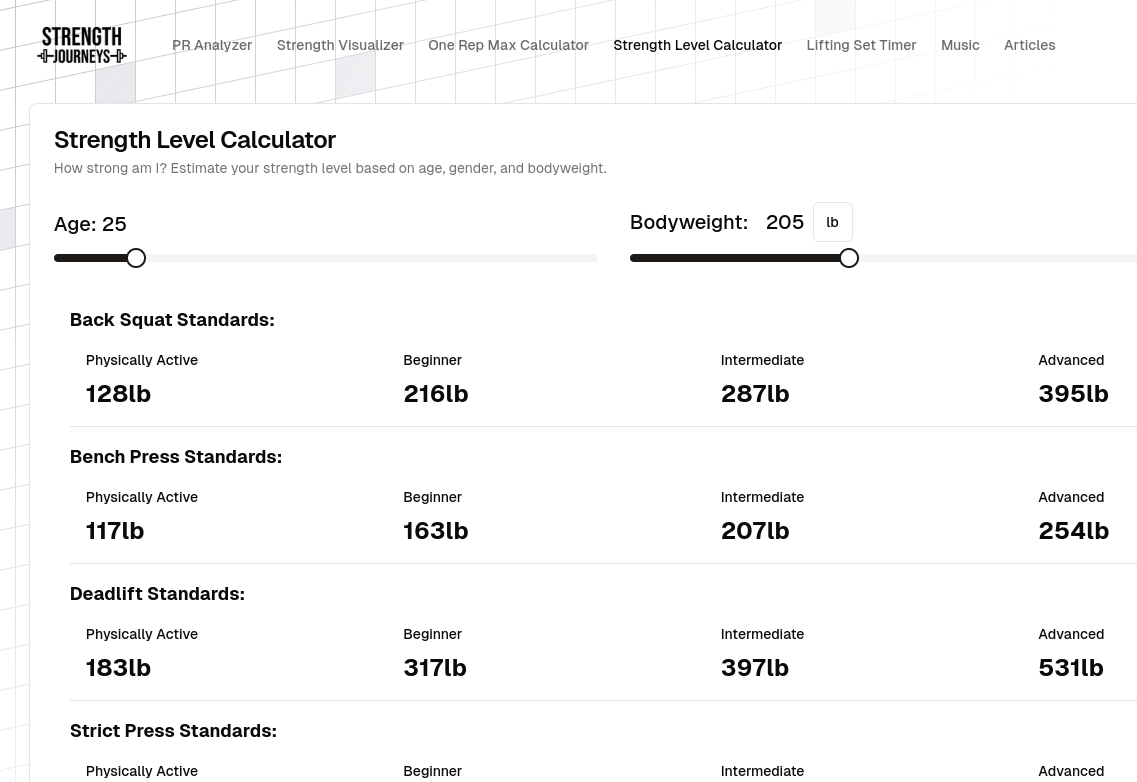 STRENGTH
JOURNEYS
PR Analyzer Strength Visualizer One Rep Max Calculator Strength Level Calculator Lifting Set Timer Music Articles
Strength Level Calculator
How strong am I? Estimate your strength level based on age, gender, and bodyweight.
Age: 25 Bodyweight: 205 lb
Back Squat Standards:
Physically Active Beginner Intermediate Advanced
128lb 216lb 287lb 395lb
Bench Press Standards:
Physically Active Beginner Intermediate Advanced
117lb 163lb 207lb 254lb
Deadlift Standards:
Physically Active Beginner Intermediate Advanced
183lb 317lb 397lb 531lb
Strict Press Standards:
Physically Active Beginner Intermediate Advanced